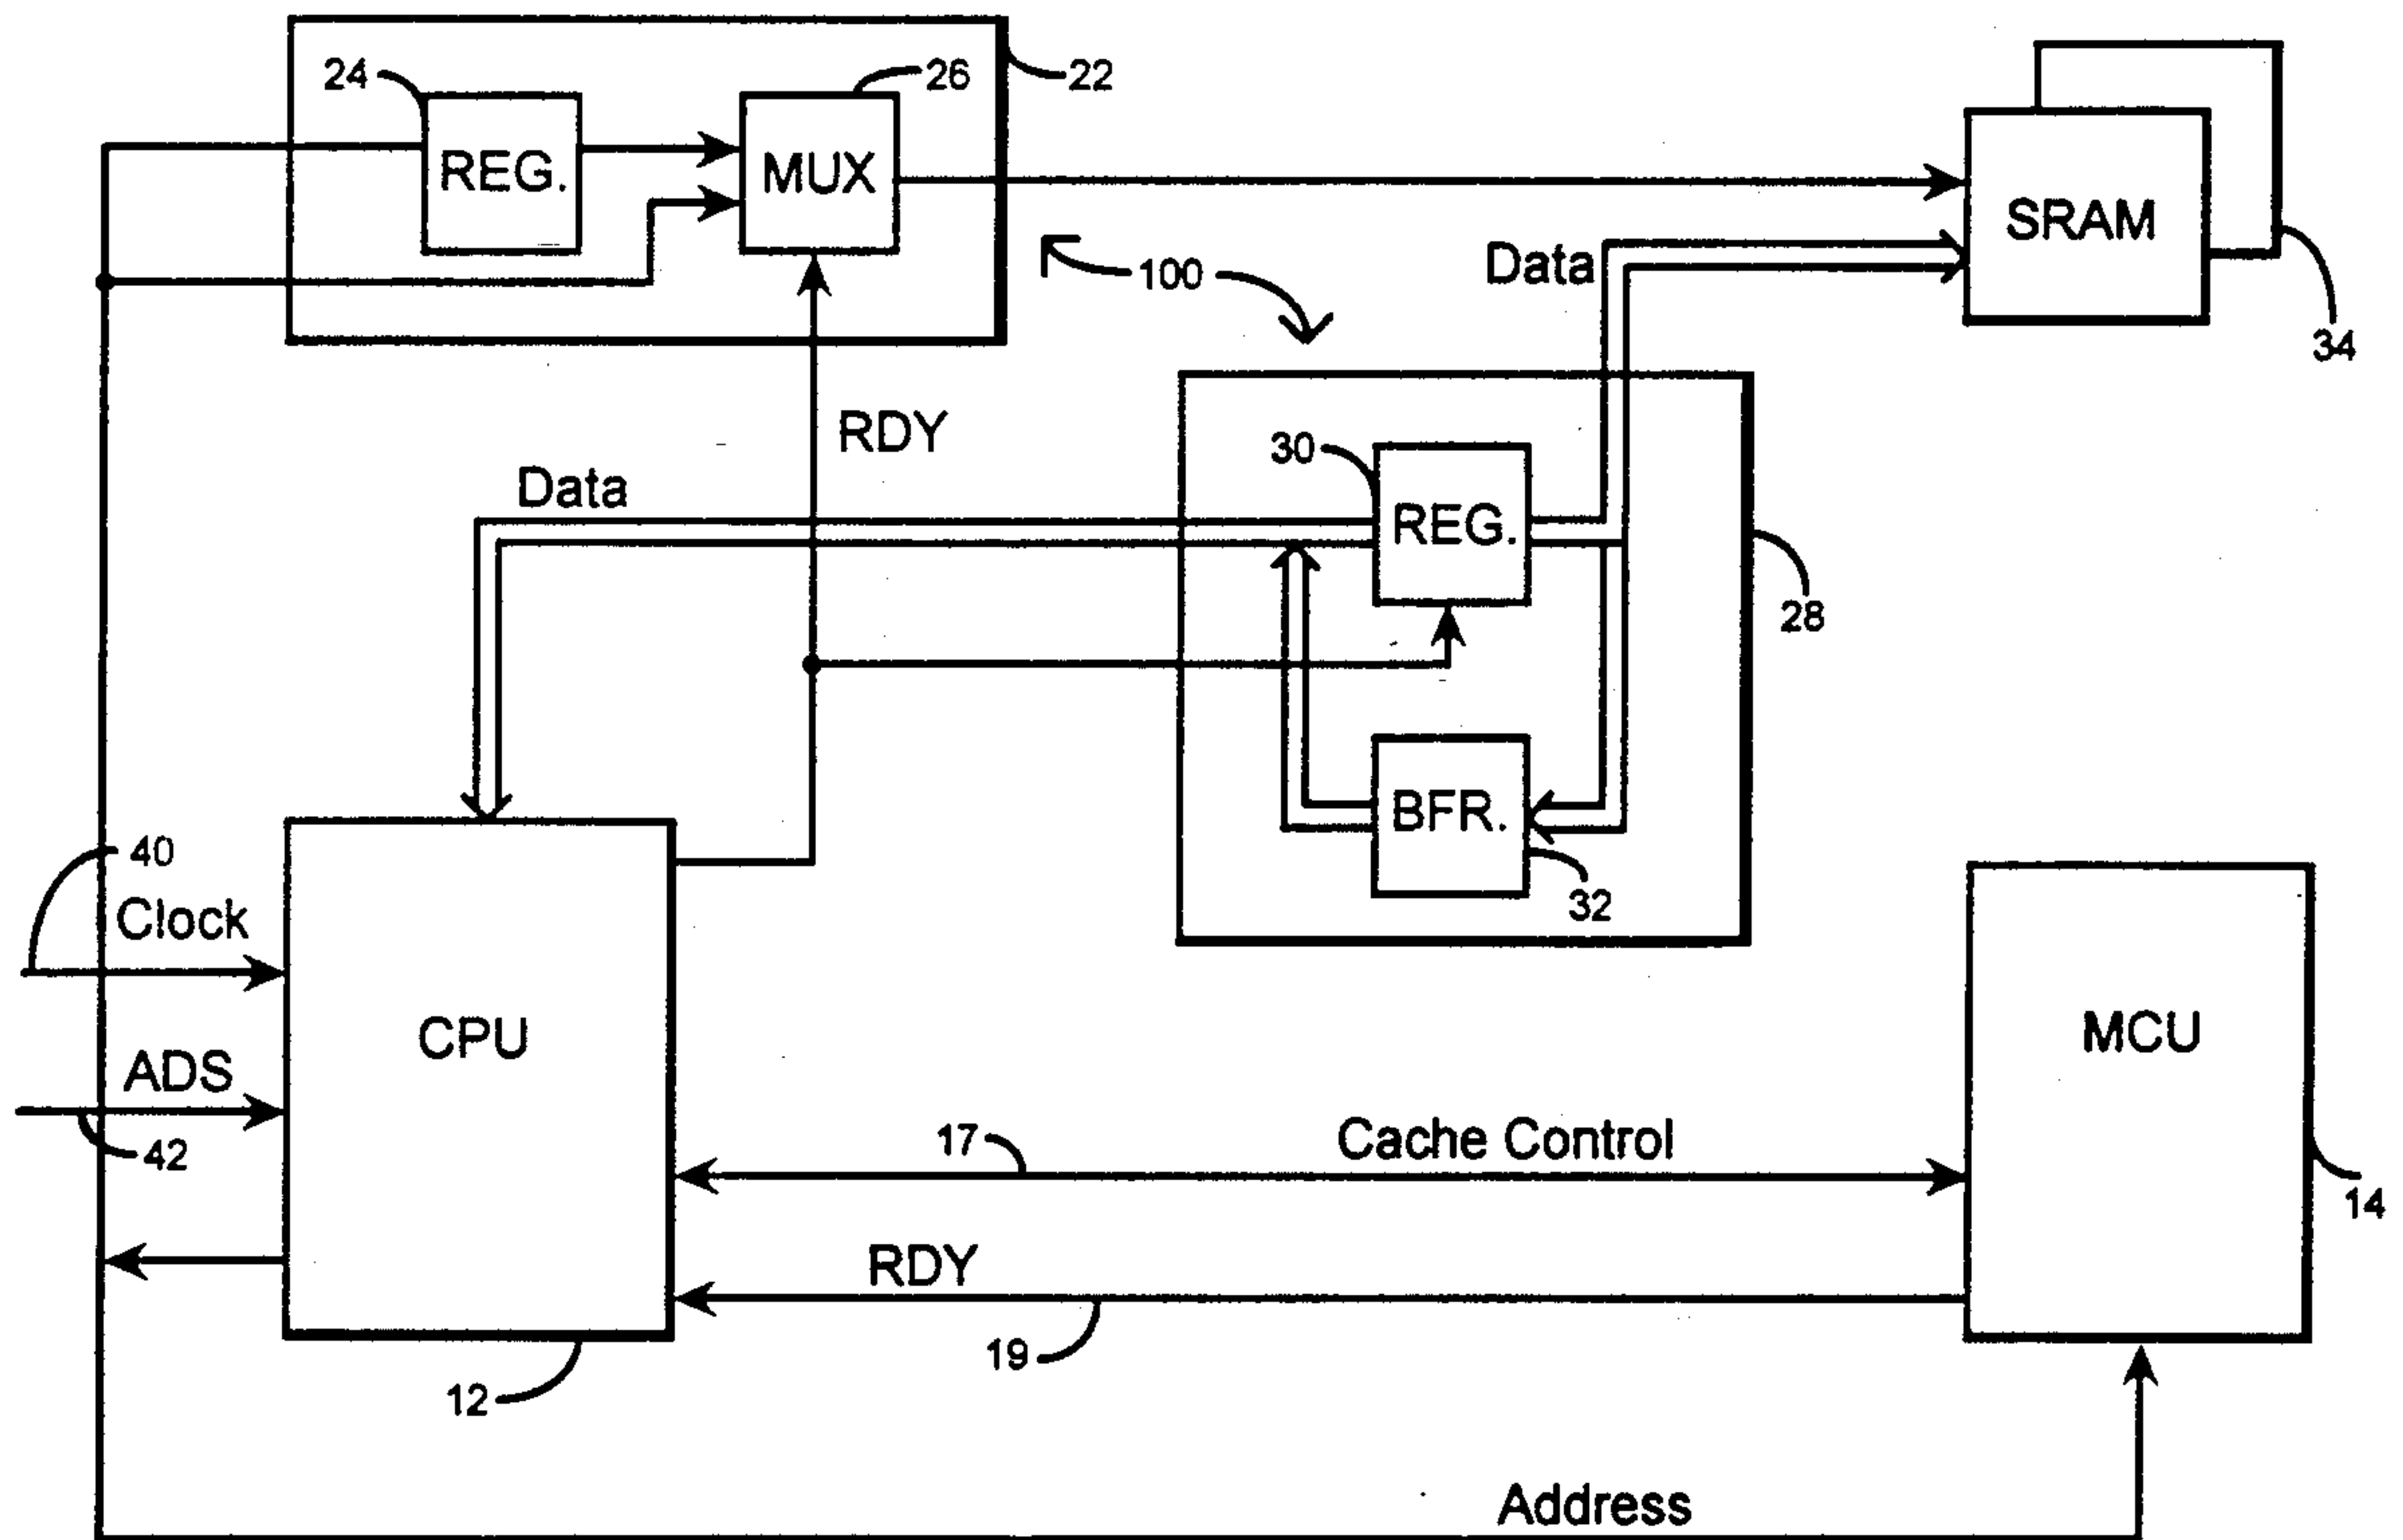 24
26
22
REG.
MUX
SRAM
100
Data
34
RDY
30
Data
REG.
28
BFR.
40
32
Clock
CPU
MCU
ADS
17
Cache Control
42
14
RDY
19
12
Address